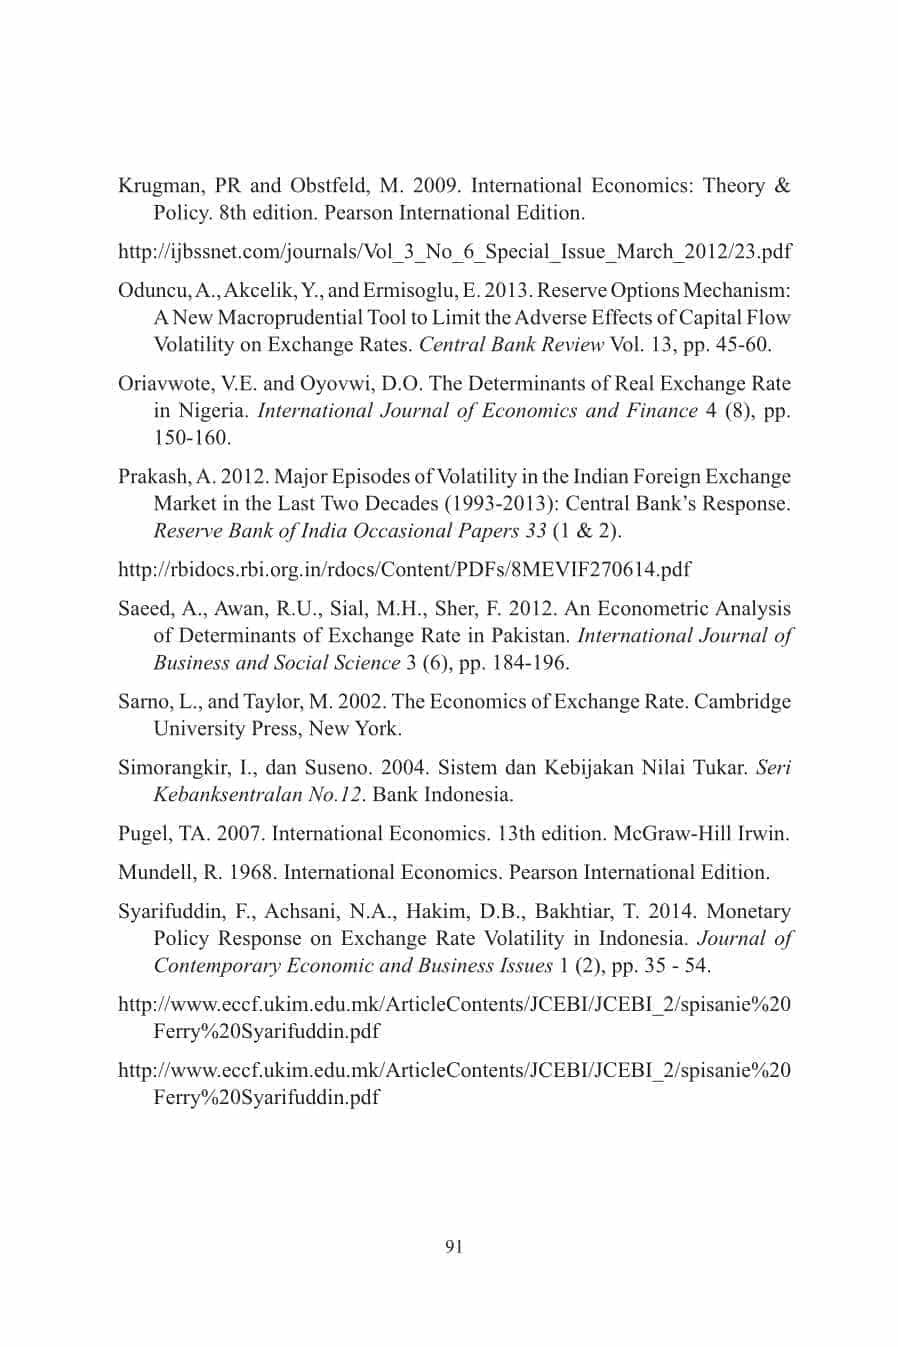 Krugman, PR and Obstfeld, M. 2009. International Economics: Theory &
Policy. 8th edition. Pearson International Edition.
http://ijbssnet.com/journals/Vol_3_No_6_Special_Issue_March_2012/23.pdf
Oduncu, A., Akcelik, Y., and Ermisoglu, E. 2013. Reserve Options Mechanism:
A New Macroprudential Tool to Limit the Adverse Effects of Capital Flow
Volatility on Exchange Rates. Central Bank Review Vol. 13, pp. 45-60.
Oriavwote, V.E. and Oyovwi, D.O. The Determinants of Real Exchange Rate
in Nigeria. International Journal of Economics and Finance 4 (8), pp.
150-160.
Prakash, A. 2012. Major Episodes of Volatility in the Indian Foreign Exchange
Market in the Last Two Decades (1993-2013): Central Bank’s Response.
Reserve Bank of India Occasional Papers 33 (1 & 2).
http://rbidocs.rbi.org.in/rdocs/Content/PDFs/8MEVIF270614.pdf
Saeed, A., Awan, R.U., Sial, M.H., Sher, F. 2012. An Econometric Analysis
of Determinants of Exchange Rate in Pakistan. International Journal of
Business and Social Science 3 (6), pp. 184-196.
Sarno, L., and Taylor, M. 2002. The Economics of Exchange Rate. Cambridge
University Press, New York.
Simorangkir, I., dan Suseno. 2004. Sistem dan Kebijakan Nilai Tukar. Seri
Kebanksentralan No.12. Bank Indonesia.
Pugel, TA. 2007. International Economics. 13th edition. McGraw-Hill Irwin.
Mundell, R. 1968. International Economics. Pearson International Edition.
Syarifuddin, F., Achsani, N.A., Hakim, D.B., Bakhtiar, T. 2014. Monetary
Policy Response on Exchange Rate Volatility in Indonesia. Journal of
Contemporary Economic and Business Issues 1 (2), pp. 35 - 54.
http://www.eccf.ukim.edu.mk/ArticleContents/JCEBI/JCEBI_2/spisanie%20
Ferry%20Syarifuddin.pdf
http://www.eccf.ukim.edu.mk/ArticleContents/JCEBI/JCEBI_2/spisanie%20
Ferry%20Syarifuddin.pdf
91